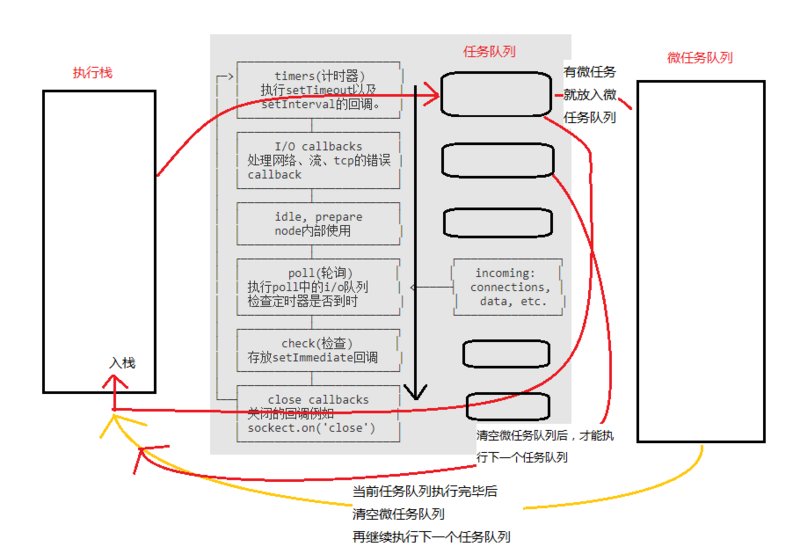 执行栈
任务队列
微任务队列
timers(计时器)
执行setTimeout以及
setInterval的回调。
有微任务
就放入微
任务队列
I/O callbacks
处理网络、流、tcp的错误
callback
idle, prepare
node内部使用
poll(轮询)
执行poll中的i/o队列
检查定时器是否到时
incoming:
connections,
data, etc.
check(检查)
存放setImmediate回调
入栈
close callbacks
关闭的回调例如
sockect.on('close')
清空微任务队列后，才能执
行下一个任务队列
当前任务队列执行完毕后
清空微任务队列
再继续执行下一个任务队列